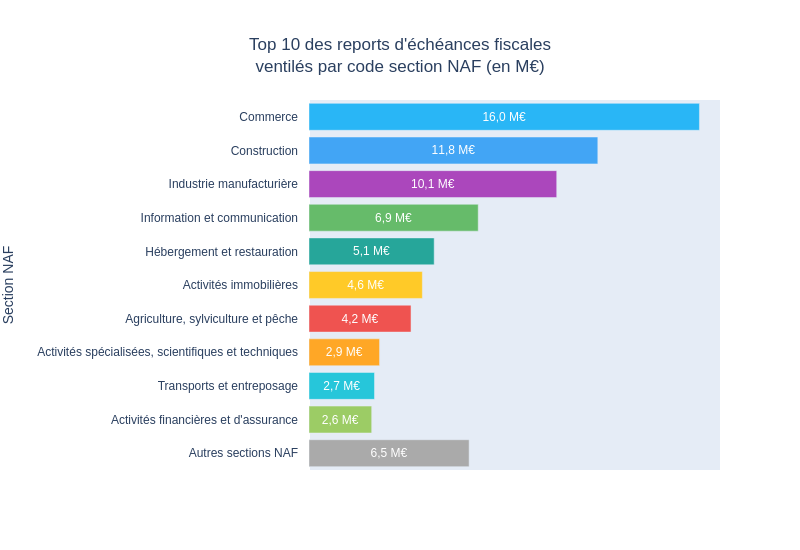 Top 10 des reports d'échéances fiscales
ventilés par code section NAF (en M€)
Section NAF
Commerce 16,0 M€
Construction 11,8 M€
Industrie manufacturière 10,1 M€
Information et communication 6,9 M€
Hébergement et restauration 5,1 M€
Activités immobilières 4,6 M€
Agriculture, sylviculture et pêche 4,2 M€
Activités spécialisées, scientifiques et techniques 2,9 M€
Transports et entreposage 2,7 M€
Activités financières et d'assurance 2,6 M€
Autres sections NAF 6,5 M€